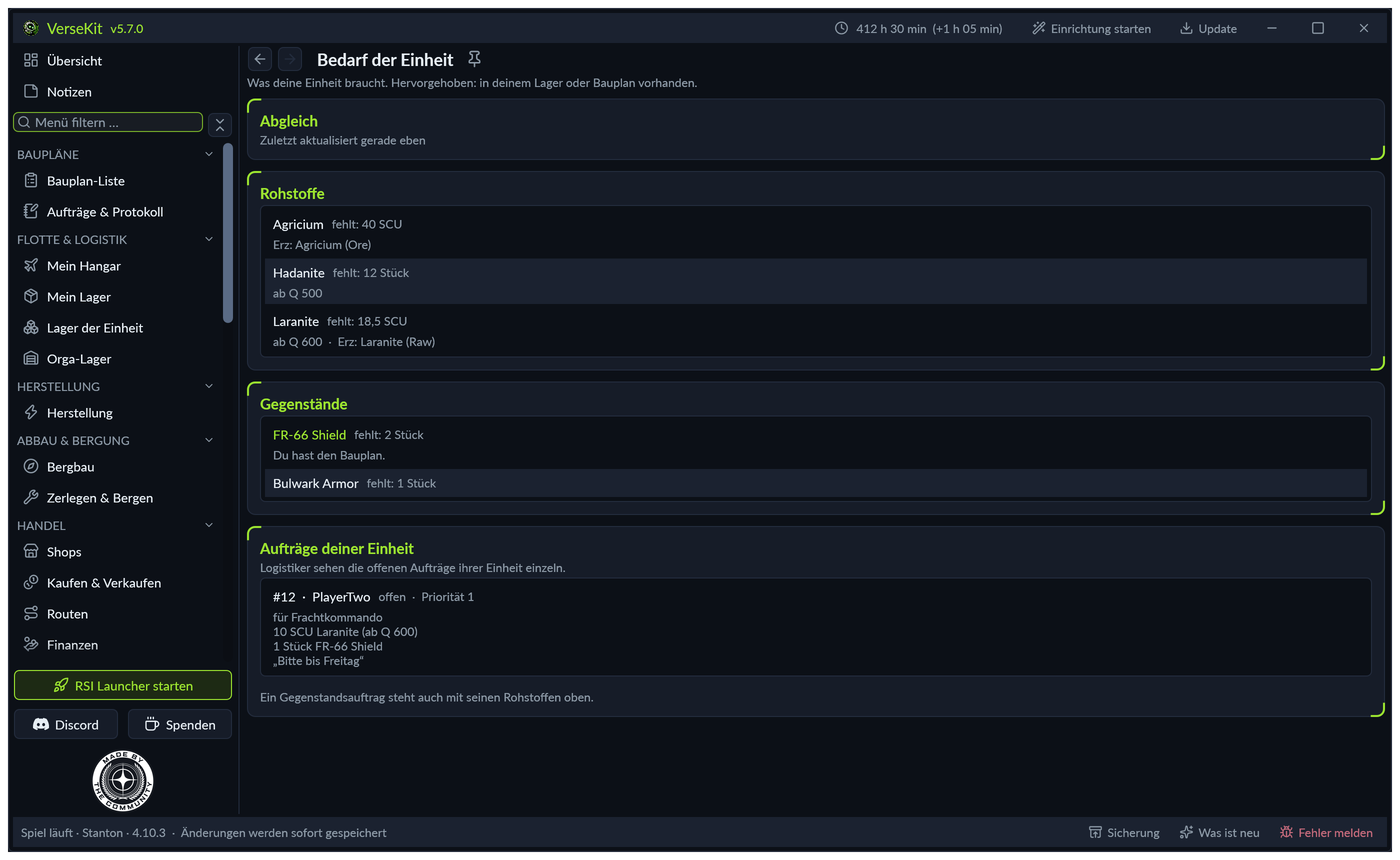 VerseKit v5.7.0
412 h 30 min (+1 h 05 min)
Einrichtung starten
Update
Übersicht
Notizen
Menü filtern ...
BAUPLÄNE
Bauplan-Liste
Aufträge & Protokoll
FLOTTE & LOGISTIK
Mein Hangar
Mein Lager
Lager der Einheit
Orga-Lager
HERSTELLUNG
Herstellung
ABBAU & BERGUNG
Bergbau
Zerlegen & Bergen
HANDEL
Shops
Kaufen & Verkaufen
Routen
Finanzen
RSI Launcher starten
Discord
Spenden
MADE BY
THE COMMUNITY
Bedarf der Einheit
Was deine Einheit braucht. Hervorgehoben: in deinem Lager oder Bauplan vorhanden.
Abgleich
Zuletzt aktualisiert gerade eben
Rohstoffe
Agricium fehlt: 40 SCU
Erz: Agricium (Ore)
Hadanite fehlt: 12 Stück
ab Q 500
Laranite fehlt: 18,5 SCU
ab Q 600 · Erz: Laranite (Raw)
Gegenstände
FR-66 Shield fehlt: 2 Stück
Du hast den Bauplan.
Bulwark Armor fehlt: 1 Stück
Aufträge deiner Einheit
Logistiker sehen die offenen Aufträge ihrer Einheit einzeln.
#12 · PlayerTwo offen · Priorität 1
für Frachtkommando
10 SCU Laranite (ab Q 600)
1 Stück FR-66 Shield
„Bitte bis Freitag“
Ein Gegenstandsauftrag steht auch mit seinen Rohstoffen oben.
Spiel läuft · Stanton · 4.10.3 · Änderungen werden sofort gespeichert
Sicherung
Was ist neu
Fehler melden